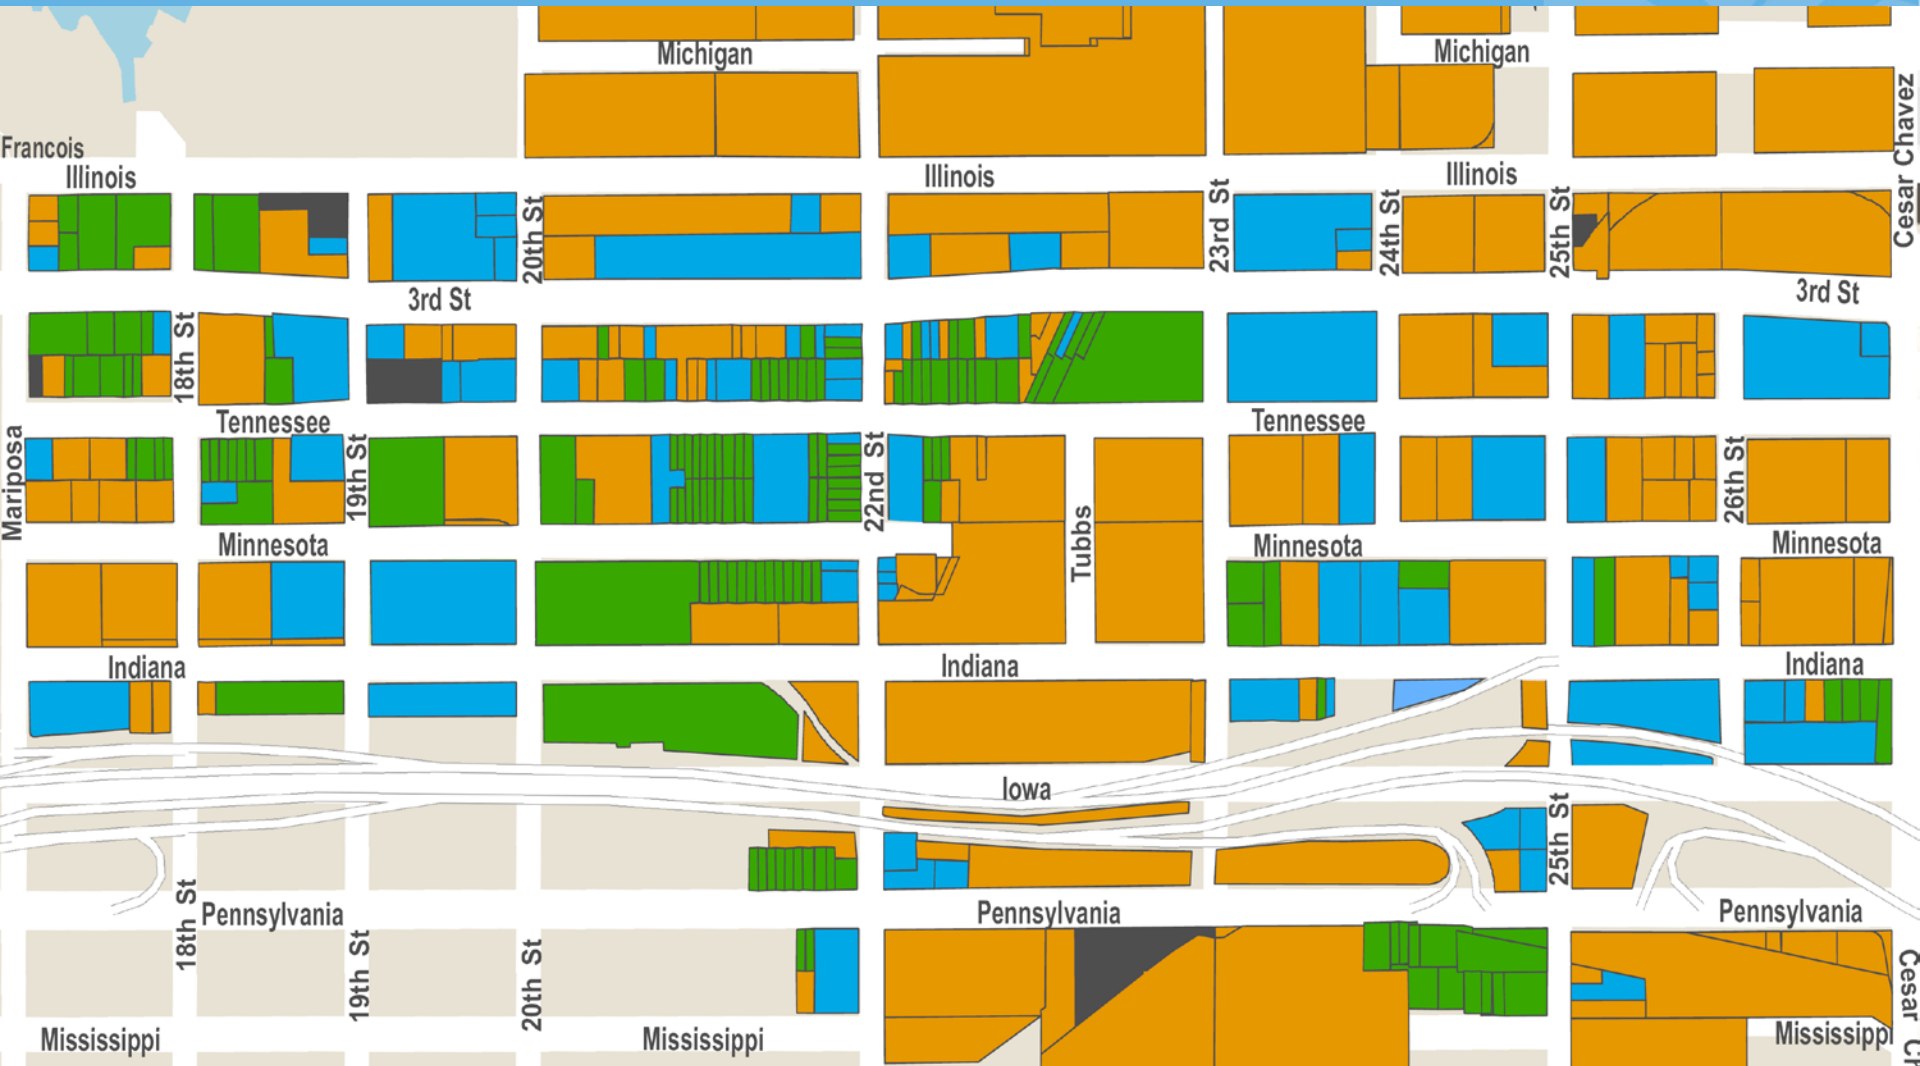 Michigan
Michigan
Cesar Chavez
Francois
Illinois
Illinois
Illinois
20th St
23rd St
24th St
25th St
3rd St
3rd St
18th St
Tennessee
Tennessee
Mariposa
19th St
22nd St
26th St
Tubbs
Minnesota
Minnesota
Minnesota
Indiana
Indiana
Indiana
Iowa
25th St
18th St
Pennsylvania
Pennsylvania
Pennsylvania
19th St
20th St
Cesar
Mississippi
Mississippi
Mississippi